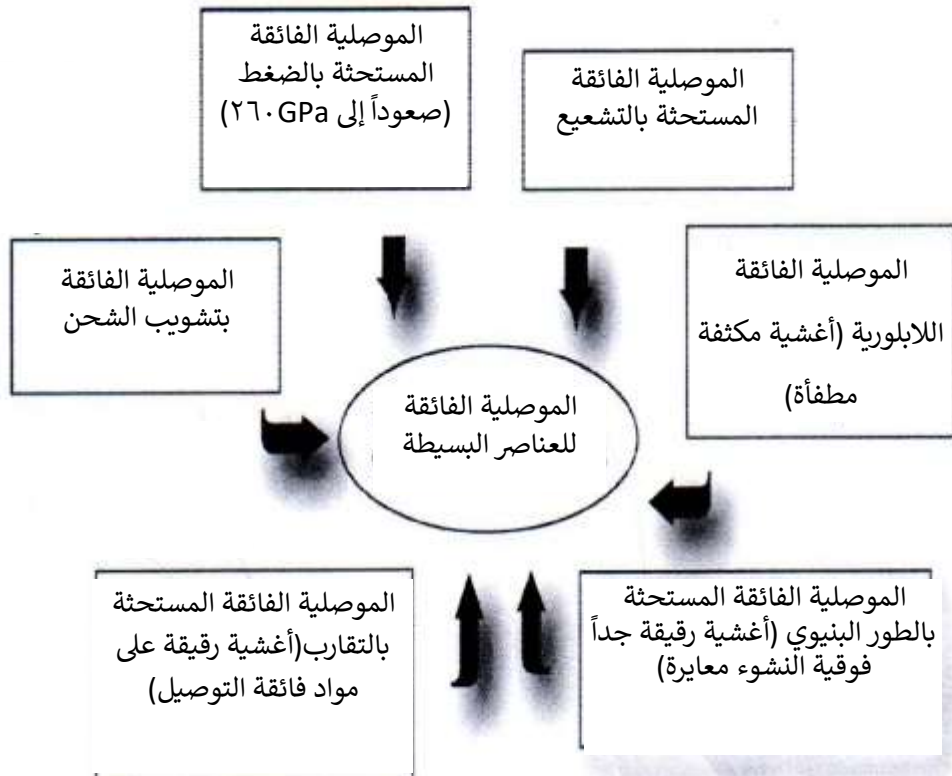 الموصلية الفائقة
المستحثة بالضغط
(صعوداً إلى ٢٦٠GPa)
الموصلية الفائقة
المستحثة بالتشعيع
الموصلية الفائقة
بتشويب الشحن
الموصلية الفائقة
اللابلورية (أغشية مكثفة
مطفأة)
الموصلية الفائقة
للعناصر البسيطة
الموصلية الفائقة المستحثة
بالتقارب(أغشية رقيقة على
مواد فائقة التوصيل)
الموصلية الفائقة المستحثة
بالطور البنيوي (أغشية رقيقة جداً
فوقية النشوء معايرة)